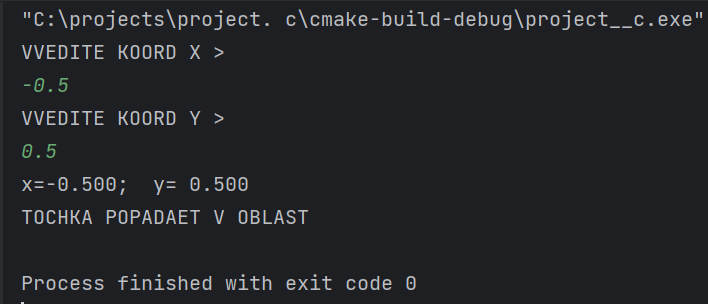 "C:\projects\project. c\cmake-build-debug\project__c.exe"
VVEDITE KOORD X >
-0.5
VVEDITE KOORD Y >
0.5
x=-0.500;  y= 0.500
TOCHKA POPADAET V OBLAST
Process finished with exit code 0